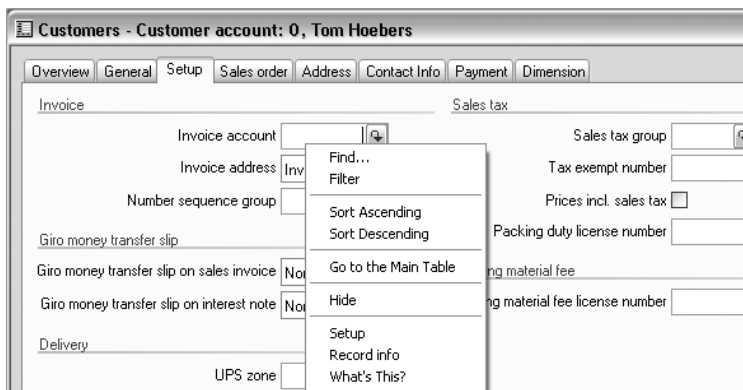 Customers - Customer account: 0, Tom Hoebers
Overview General Setup Sales order Address Contact Info Payment Dimension
Invoice
Invoice account
Invoice address
Number sequence group
Giro money transfer slip
Giro money transfer slip on sales invoice
Giro money transfer slip on interest note
Delivery
UPS zone
Find...
Filter
Sort Ascending
Sort Descending
Go to the Main Table
Hide
Setup
Record info
What's This?
Sales tax
Sales tax group
Tax exempt number
Prices incl. sales tax
Packing duty license number
material fee
material fee license number